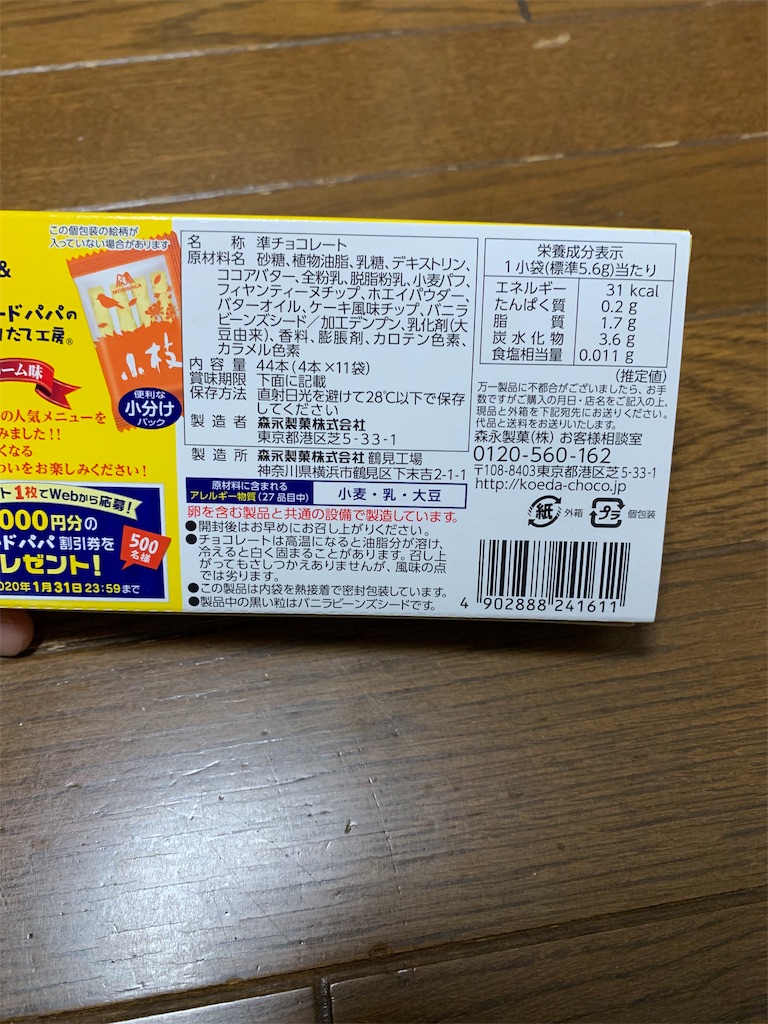 この個包装の絵柄が
入っていない場合があります
&
ードパパの
たて工房®
ーム味
の人気メニューを
みました!!
くなる
わいをお楽しみください!
MORINAGA
小枝
便利な
小分け
パック
ト1枚でWebから応募!
000円分の
ドパパ 割引券を
レゼント!
500
名様
2020年1月31日23:59まで
名 称 準チョコレート
原材料名 砂糖、植物油脂、乳糖、デキストリン、
ココアバター、全粉乳、脱脂粉乳、小麦パフ、
フィヤンティーヌチップ、ホエイパウダー、
バターオイル、ケーキ風味チップ、バニラ
ビーンズシード/加工デンプン、乳化剤(大
豆由来)、香料、膨脹剤、カロテン色素、
カラメル色素
内 容 量 44本(4本×11袋)
賞味期限 下面に記載
保存方法 直射日光を避けて28℃以下で保存
してください
製 造 者 森永製菓株式会社
東京都港区芝5-33-1
製 造 所 森永製菓株式会社 鶴見工場
神奈川県横浜市鶴見区下末吉2-1-1
原材料に含まれる
アレルギー物質(27品目中) 小麦・乳・大豆
卵を含む製品と共通の設備で製造しています。
●開封後はお早めにお召し上がりください。
●チョコレートは高温になると油脂分が溶け、
冷えると白く固まることがあります。召し上
がってもさしつかえありませんが、風味の点
では劣ります。
●この製品は内袋を熱接着で密封包装しています。
●製品中の黒い粒はバニラビーンズシードです。
栄養成分表示
1小袋(標準5.6g)当たり
エネルギー 31 kcal
たんぱく質 0.2 g
脂 質 1.7 g
炭水化物 3.6 g
食塩相当量 0.011 g
(推定値)
万一製品に不都合がございましたら、お手
数ですがご購入の月日・店名をご記入の上、
現品と外箱を下記宛先にお送りください。
代品と送料をお送りいたします。
森永製菓(株) お客様相談室
0120-560-162
〒108-8403東京都港区芝5-33-1
http://koeda-choco.jp
紙 外箱 プラ 個包装
4 902888 241611